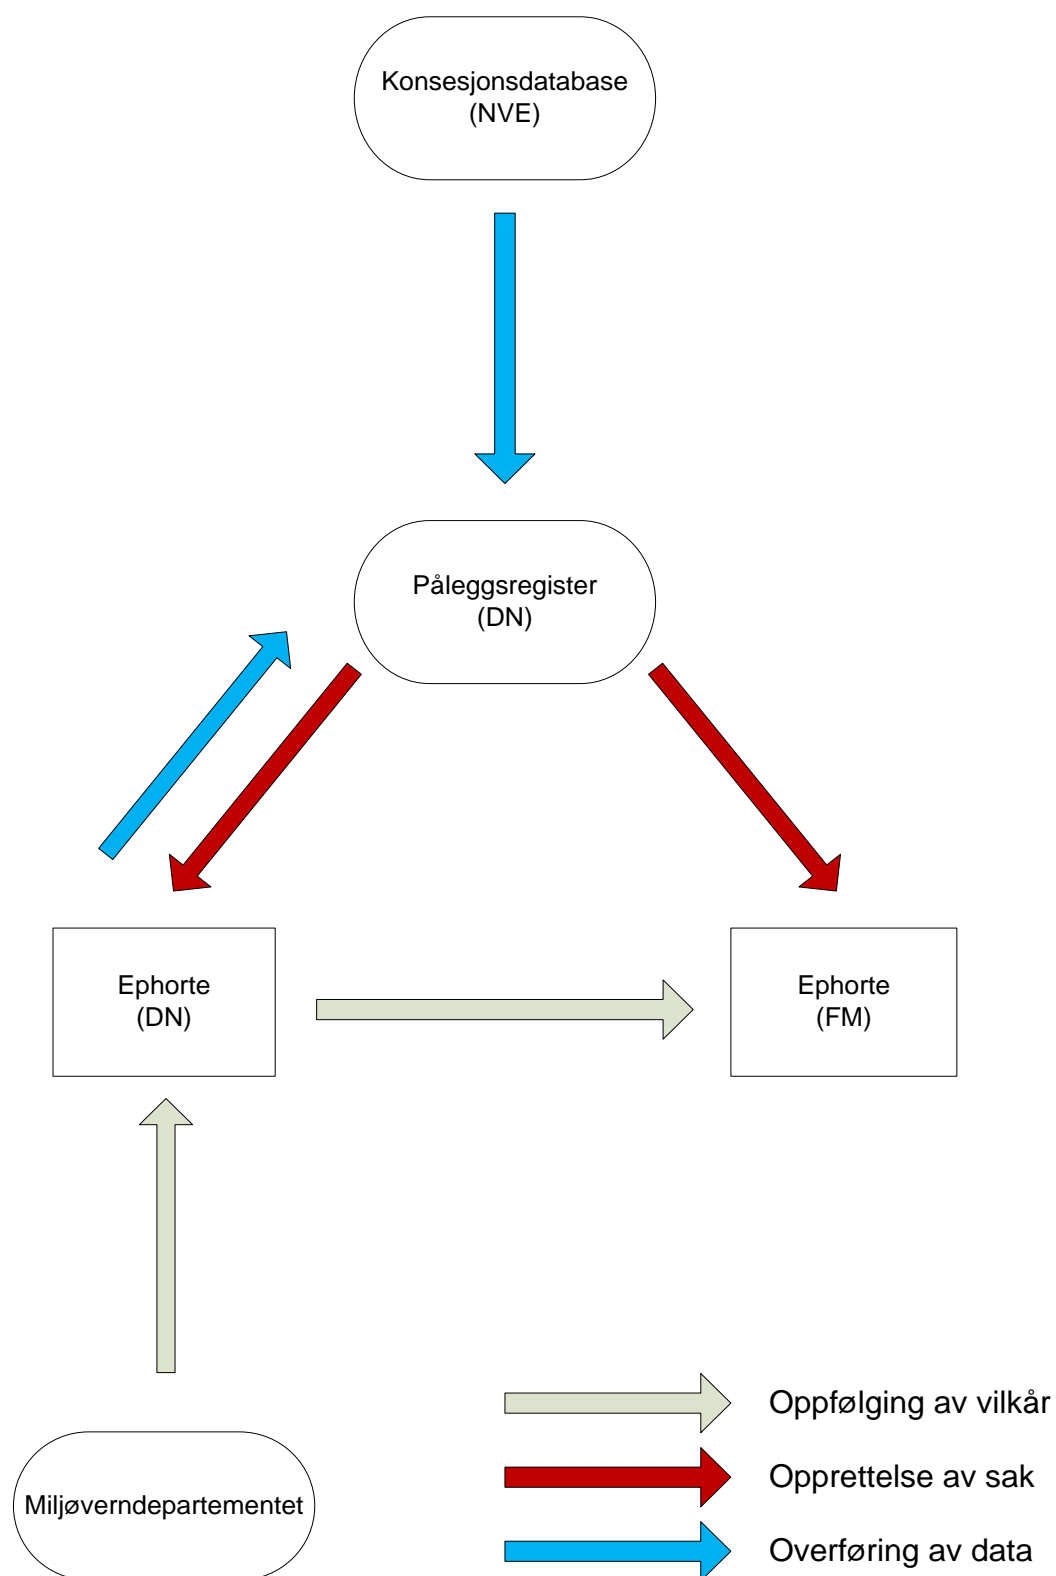 Konsesjonsdatabase
(NVE)
Påleggsregister
(DN)
Ephorte
(DN)
Ephorte
(FM)
Miljøverndepartementet
Oppfølging av vilkår
Opprettelse av sak
Overføring av data